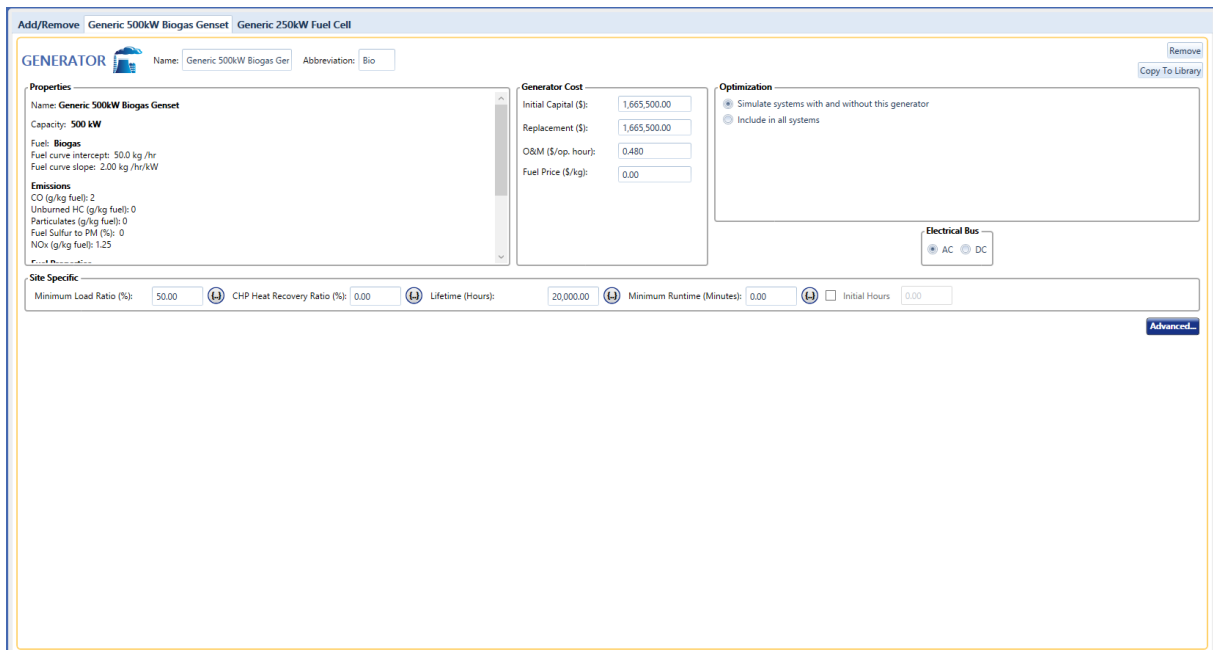 Add/Remove Generic 500kW Biogas Genset Generic 250kW Fuel Cell
GENERATOR Name: Generic 500kW Biogas Ger Abbreviation: Bio
Remove
Copy To Library
Properties
Name: Generic 500kW Biogas Genset
Capacity: 500 kW
Fuel: Biogas
Fuel curve intercept: 50.0 kg /hr
Fuel curve slope: 2.00 kg /hr/kW
Emissions
CO (g/kg fuel): 2
Unburned HC (g/kg fuel): 0
Particulates (g/kg fuel): 0
Fuel Sulfur to PM (%): 0
NOx (g/kg fuel): 1.25
Fuel Properties
Generator Cost
Initial Capital ($): 1,665,500.00
Replacement ($): 1,665,500.00
O&M ($/op. hour): 0.480
Fuel Price ($/kg): 0.00
Optimization
Simulate systems with and without this generator
Include in all systems
Electrical Bus
AC DC
Site Specific
Minimum Load Ratio (%): 50.00 (..) CHP Heat Recovery Ratio (%): 0.00 (..) Lifetime (Hours): 20,000.00 (..) Minimum Runtime (Minutes): 0.00 (..) Initial Hours 0.00
Advanced...